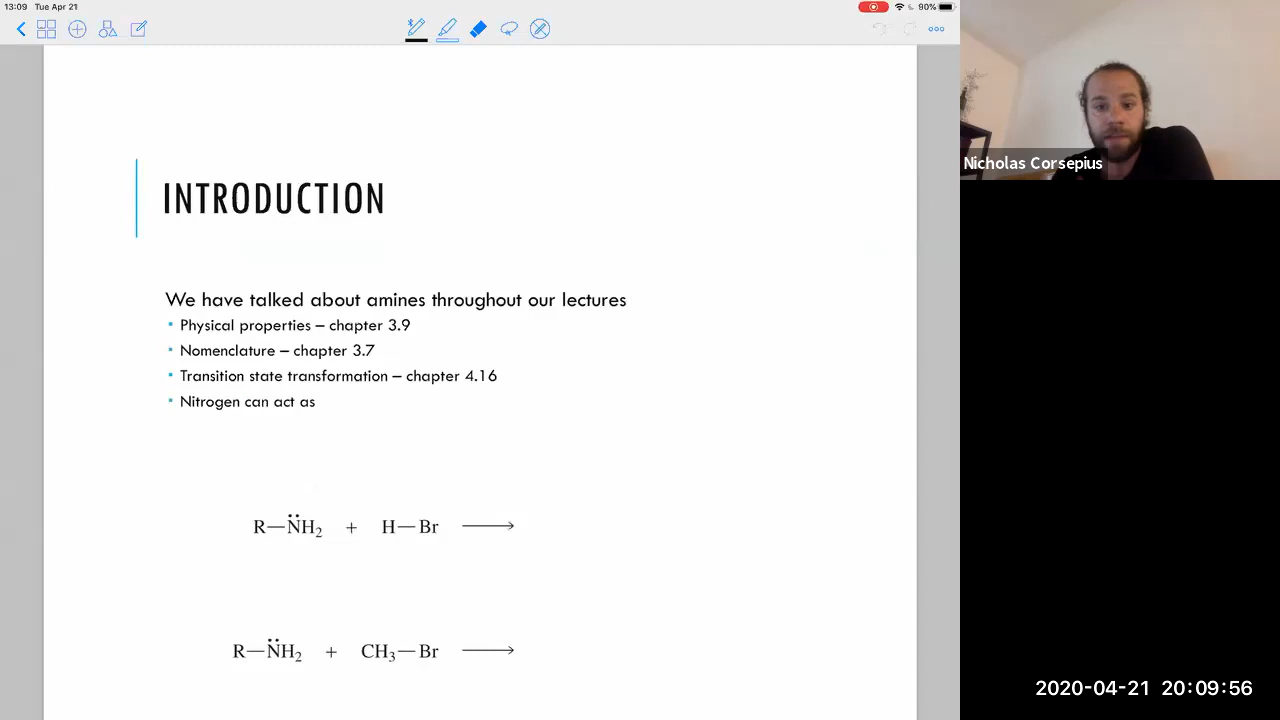 13:09 Tue Apr 21
90%
INTRODUCTION
We have talked about amines throughout our lectures
▪ Physical properties – chapter 3.9
▪ Nomenclature – chapter 3.7
▪ Transition state transformation – chapter 4.16
▪ Nitrogen can act as
R—N̈H₂ + H—Br ⟶
R—N̈H₂ + CH₃—Br ⟶
Nicholas Corsepius
2020-04-21 20:09:56